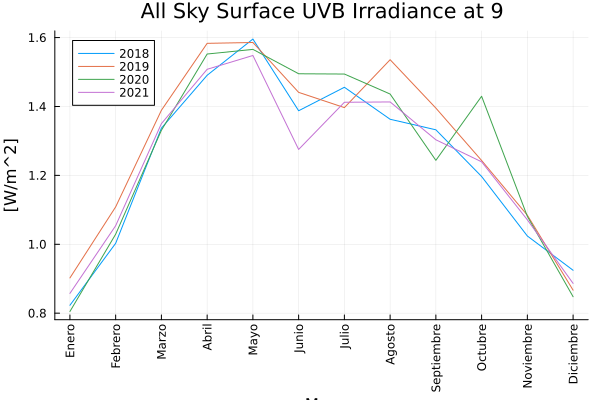 All Sky Surface UVB Irradiance at 9
[W/m^2]
1.6
1.4
1.2
1.0
0.8
2018
2019
2020
2021
Enero
Febrero
Marzo
Abril
Mayo
Junio
Julio
Agosto
Septiembre
Octubre
Noviembre
Diciembre